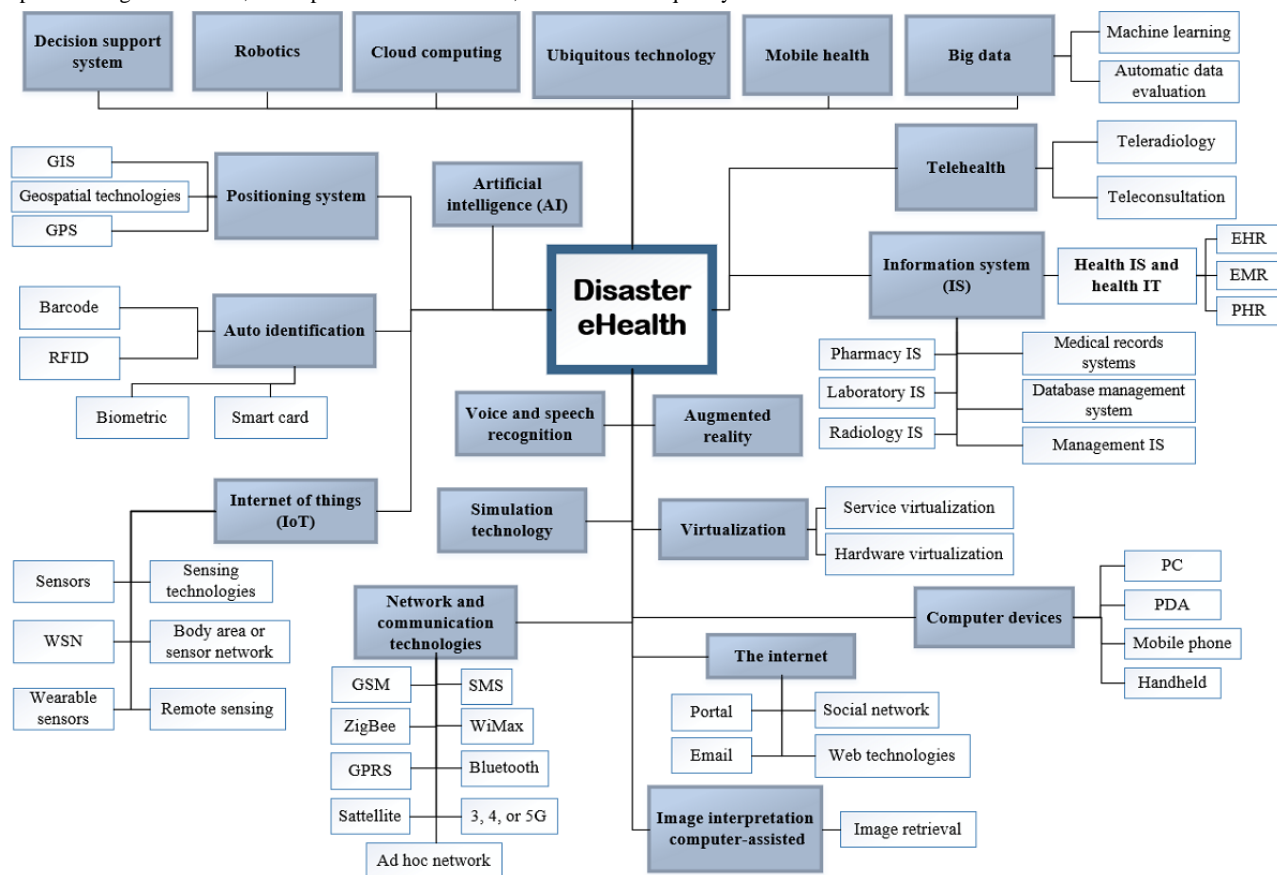 Decision support
system
Robotics
Cloud computing
Ubiquitous technology
Mobile health
Big data
Machine learning
Automatic data
evaluation
GIS
Geospatial technologies
GPS
Positioning system
Artificial
intelligence (AI)
Telehealth
Teleradiology
Teleconsultation
Disaster
eHealth
Information system
(IS)
Health IS and
health IT
EHR
EMR
PHR
Barcode
RFID
Auto identification
Biometric
Smart card
Pharmacy IS
Laboratory IS
Radiology IS
Medical records
systems
Database management
system
Management IS
Voice and speech
recognition
Augmented
reality
Internet of things
(IoT)
Simulation
technology
Virtualization
Service virtualization
Hardware virtualization
Sensors
Sensing
technologies
WSN
Body area or
sensor network
Wearable
sensors
Remote sensing
Network and
communication
technologies
GSM
SMS
ZigBee
WiMax
GPRS
Bluetooth
Sattellite
3, 4, or 5G
Ad hoc network
Computer devices
PC
PDA
Mobile phone
Handheld
The internet
Portal
Social network
Email
Web technologies
Image interpretation
computer-assisted
Image retrieval